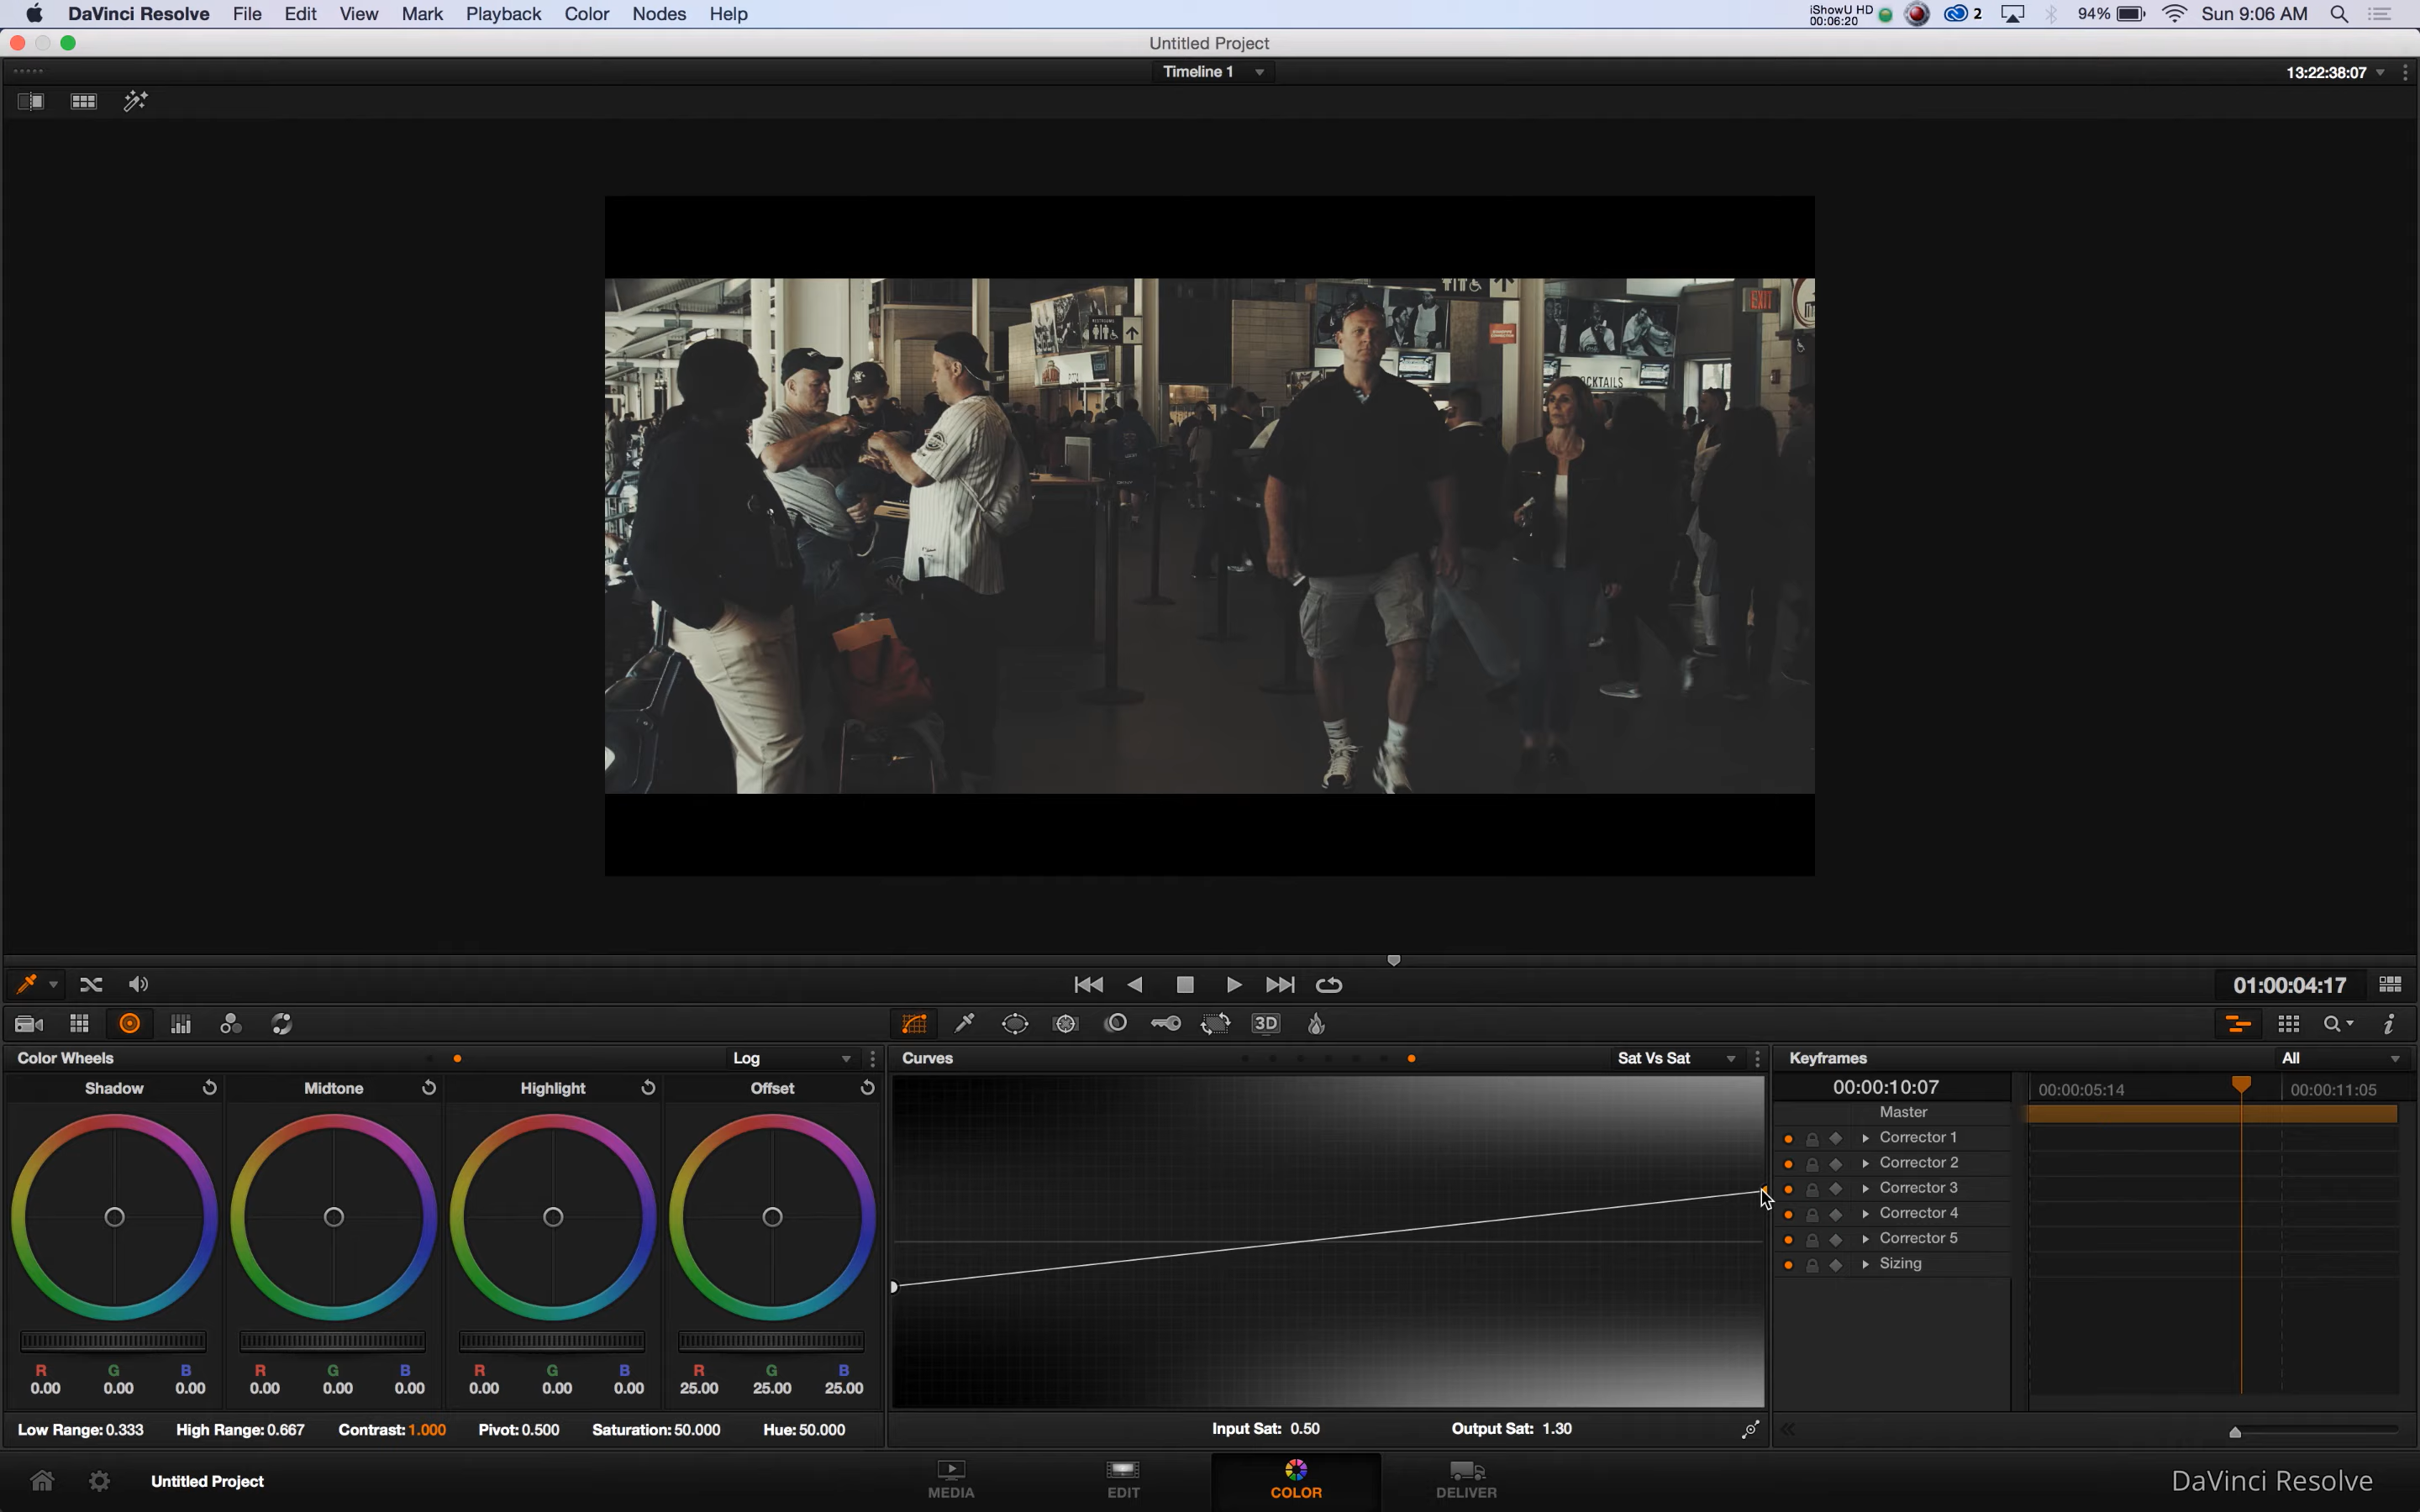 DaVinci Resolve File Edit View Mark Playback Color Nodes Help
iShowU HD
00:06:20
2
94%
Sun 9:06 AM
Untitled Project
Timeline 1
13:22:38:07
RESTROOMS
EXIT
COCKTAILS
01:00:04:17
3D
Color Wheels
Log
Curves
Sat Vs Sat
Keyframes
All
Shadow
Midtone
Highlight
Offset
00:00:10:07
00:00:05:14
00:00:11:05
Master
Corrector 1
Corrector 2
Corrector 3
Corrector 4
Corrector 5
Sizing
R G B R G B R G B R G B
0.00 0.00 0.00 0.00 0.00 0.00 0.00 0.00 0.00 25.00 25.00 25.00
Low Range: 0.333 High Range: 0.667 Contrast: 1.000 Pivot: 0.500 Saturation: 50.000 Hue: 50.000
Input Sat: 0.50 Output Sat: 1.30
Untitled Project
MEDIA
EDIT
COLOR
DELIVER
DaVinci Resolve